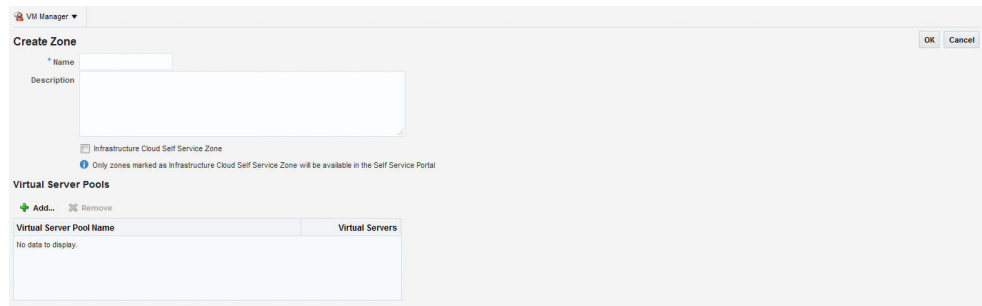 VM Manager
Create Zone
OK Cancel
* Name
Description
Infrastructure Cloud Self Service Zone
Only zones marked as Infrastructure Cloud Self Service Zone will be available in the Self Service Portal
Virtual Server Pools
Add... Remove
Virtual Server Pool Name Virtual Servers
No data to display.